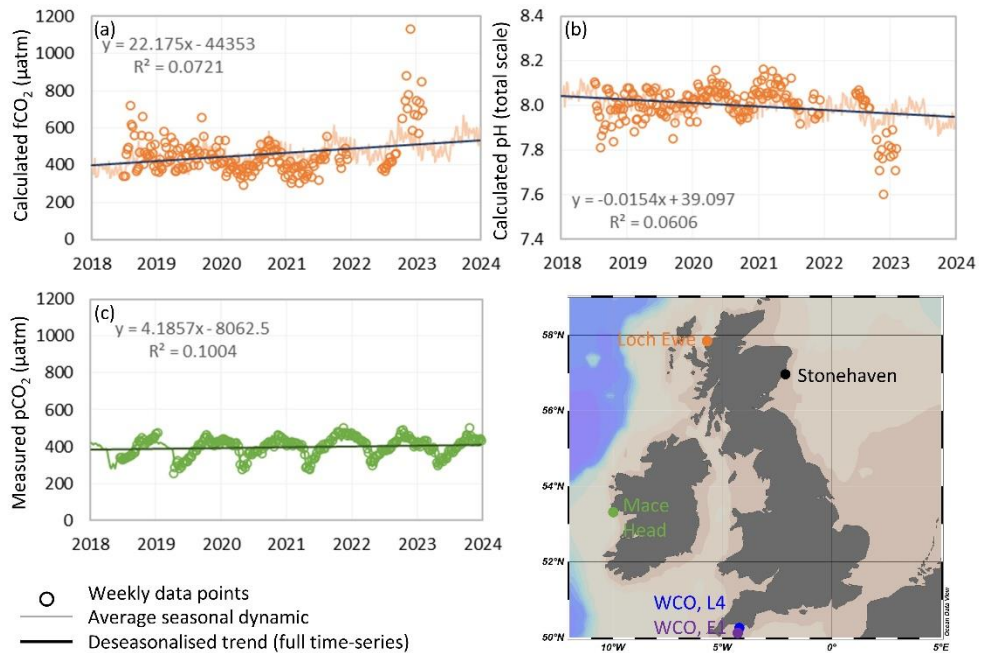 (a)
y = 22.175x - 44353
R² = 0.0721
Calculated fCO₂ (µatm)
1200
1000
800
600
400
200
0
2018 2019 2020 2021 2022 2023 2024
(b)
Calculated pH (total scale)
8.4
8.2
8.0
7.8
7.6
7.4
y = -0.0154x + 39.097
R² = 0.0606
2018 2019 2020 2021 2022 2023 2024
(c)
y = 4.1857x - 8062.5
R² = 0.1004
Measured pCO₂ (µatm)
1200
1000
800
600
400
200
0
2018 2019 2020 2021 2022 2023 2024
Weekly data points
Average seasonal dynamic
Deseasonalised trend (full time-series)
58°N
56°N
54°N
52°N
50°N
Loch Ewe
Stonehaven
Mace
Head
WCO, L4
WCO, E1
10°W 5°W 0°W 5°E
Ocean Data View